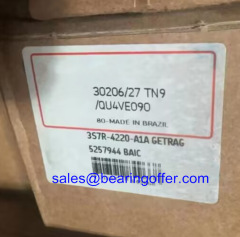 30206/27 TN9
/QU4VE090
80-MADE IN BRAZIL
3S7R-4220-A1A GETRAG
5257944 BAIC
sales@bearingoffer.com